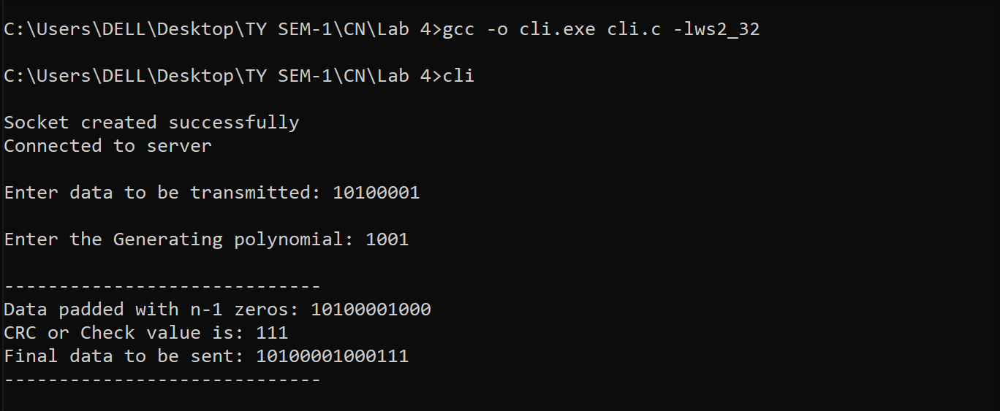 C:\Users\DELL\Desktop\TY SEM-1\CN\Lab 4>gcc -o cli.exe cli.c -lws2_32
C:\Users\DELL\Desktop\TY SEM-1\CN\Lab 4>cli
Socket created successfully
Connected to server
Enter data to be transmitted: 10100001
Enter the Generating polynomial: 1001
-----------------------------
Data padded with n-1 zeros: 10100001000
CRC or Check value is: 111
Final data to be sent: 10100001000111
-----------------------------